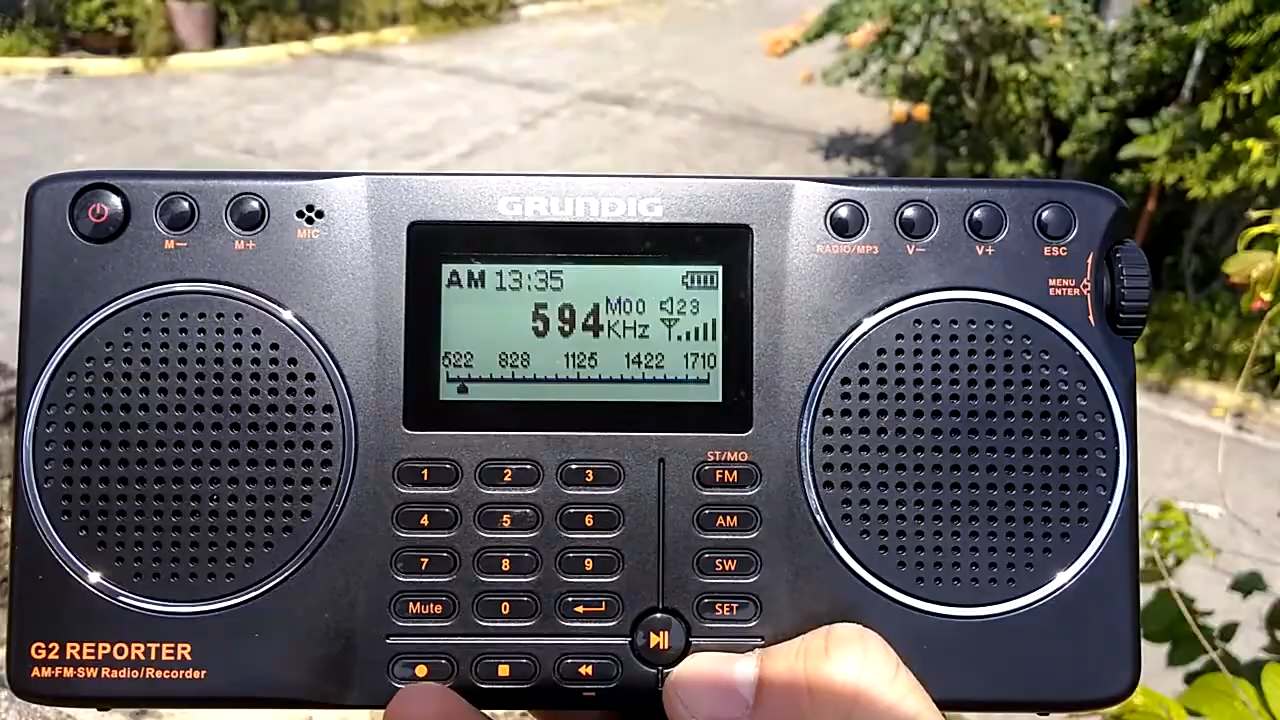 GRUNDIG
M− M+ MIC
RADIO/MP3 V− V+ ESC
MENU
ENTER
AM 13:35
594 M00 23
KHz
522 828 1125 1422 1710
ST/MO
1 2 3 FM
4 5 6 AM
7 8 9 SW
Mute 0 SET
G2 REPORTER
AM·FM·SW Radio/Recorder